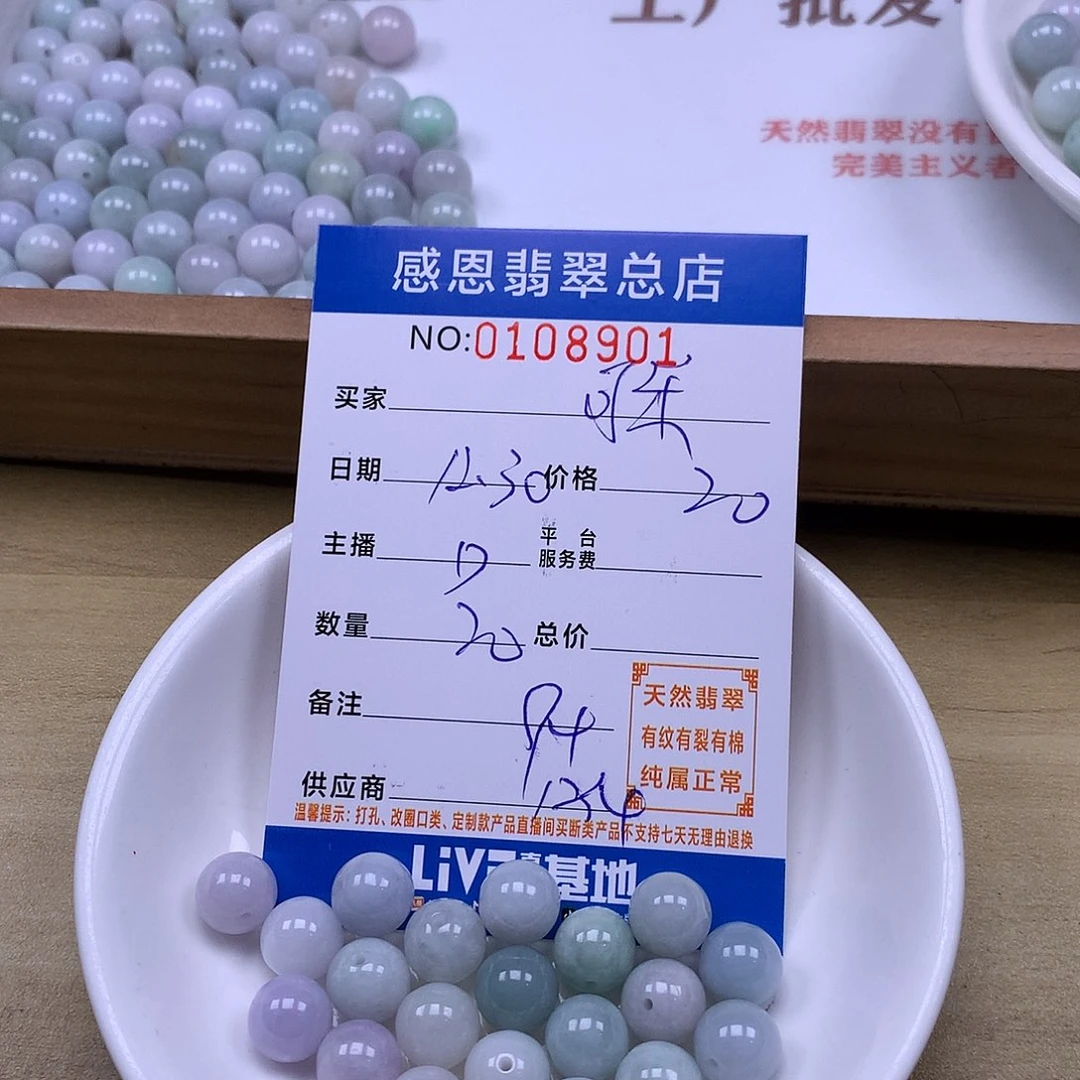 天然翡翠没有
完美主义者
感恩翡翠总店
NO:0108901
买家
日期 12.30 价格 20
主播 D 平台服务费
数量 20 总价
备注 94
供应商 1234
天然翡翠
有纹有裂有棉
纯属正常
温馨提示：打孔、改圈口类、定制款产品直播间买断类产品不支持七天无理由退换
基地